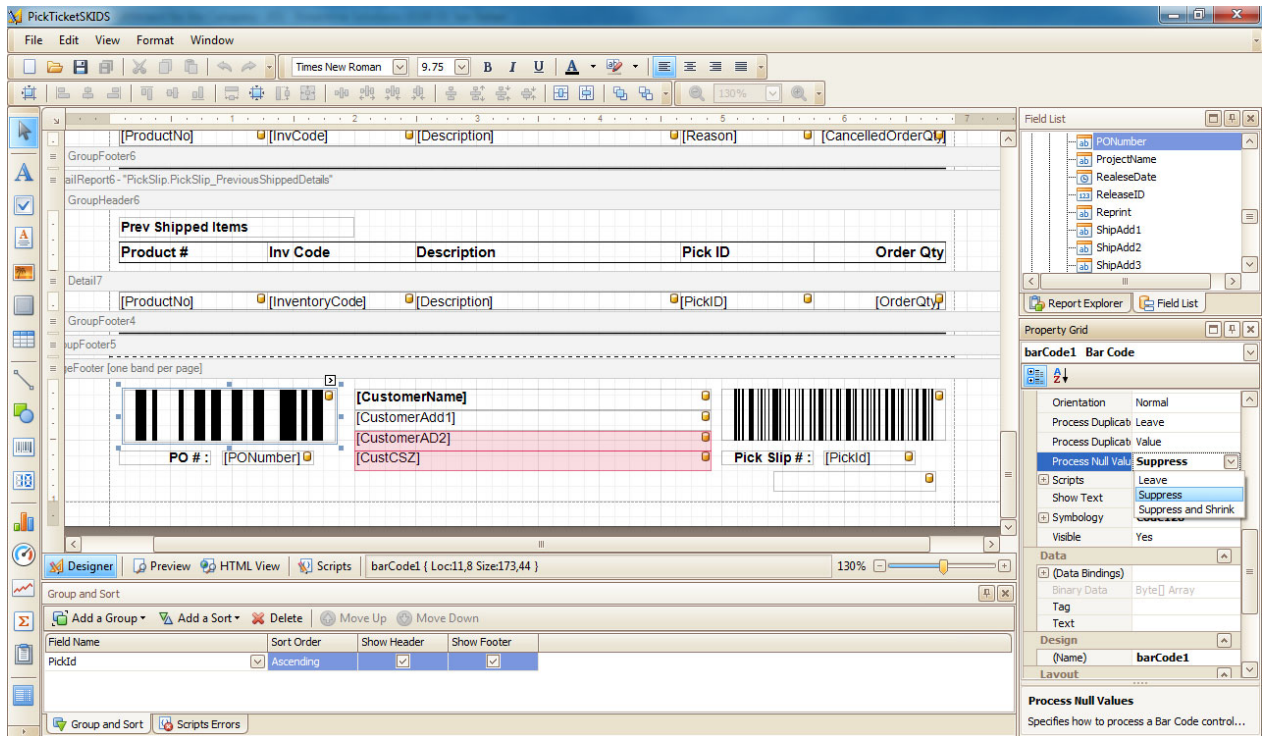 PickTicketSKIDS
File Edit View Format Window
Times New Roman 9.75 B I U A
130%
1 2 3 4 5 6 7
[ProductNo] [InvCode] [Description] [Reason] [CancelledOrderQty]
GroupFooter6
ailReport6 - "PickSlip.PickSlip_PreviousShippedDetails"
GroupHeader6
Prev Shipped Items
Product # Inv Code Description Pick ID Order Qty
Detail7
[ProductNo] [InventoryCode] [Description] [PickID] [OrderQty]
GroupFooter4
upFooter5
eFooter [one band per page]
[CustomerName]
[CustomerAdd1]
[CustomerAD2]
PO # : [PONumber] [CustCSZ] Pick Slip # : [PickId]
Designer Preview HTML View Scripts barCode1 { Loc:11,8 Size:173,44 } 130%
Group and Sort
Add a Group Add a Sort Delete Move Up Move Down
Field Name Sort Order Show Header Show Footer
PickId Ascending
Group and Sort Scripts Errors
Field List
PONumber
ProjectName
RealeseDate
ReleaseID
Reprint
ShipAdd1
ShipAdd2
ShipAdd3
Report Explorer Field List
Property Grid
barCode1 Bar Code
Orientation Normal
Process Duplicat Leave
Process Duplicat Value
Process Null Valu Suppress
Scripts Leave
Show Text Suppress
Suppress and Shrink
Symbology Code128
Visible Yes
Data
(Data Bindings)
Binary Data Byte[] Array
Tag
Text
Design
(Name) barCode1
Layout
Process Null Values
Specifies how to process a Bar Code control...